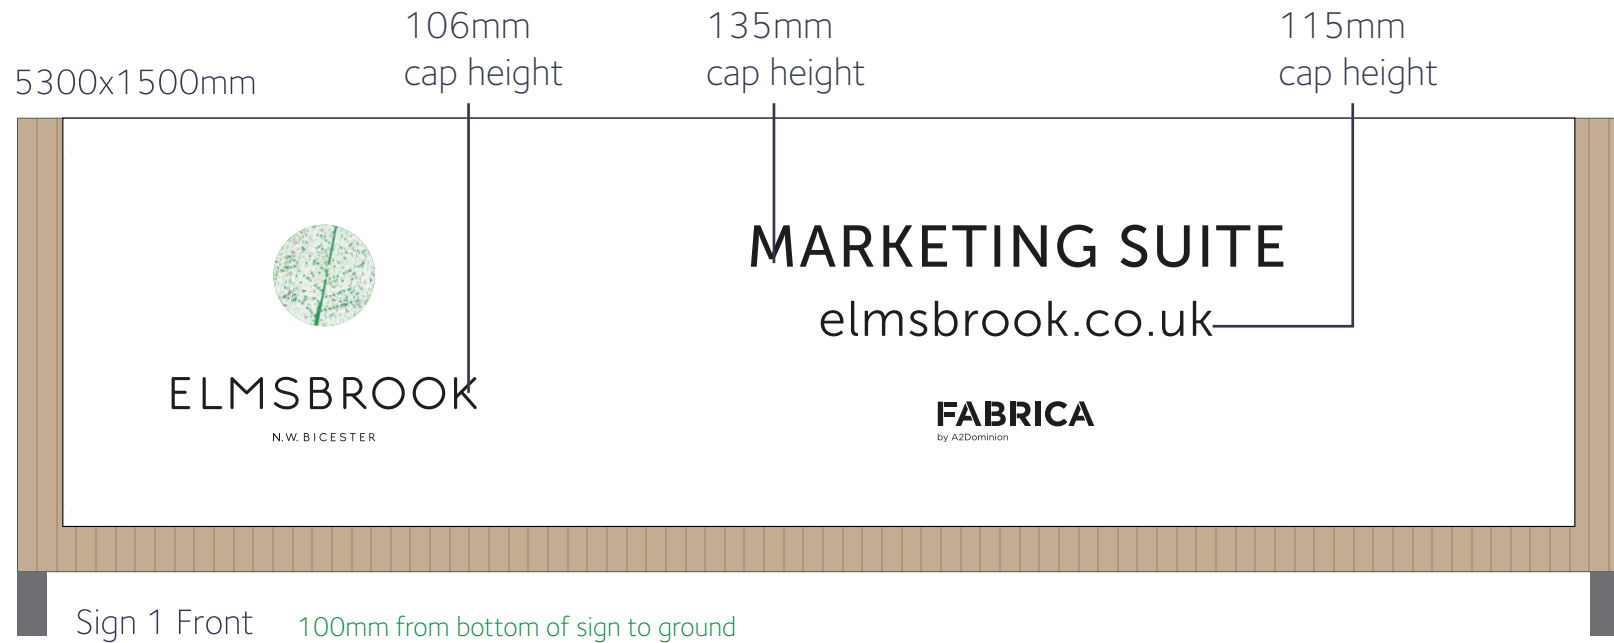 5300x1500mm
106mm
cap height
135mm
cap height
115mm
cap height
ELMSBROOK
N.W. BICESTER
MARKETING SUITE
elmsbrook.co.uk
FABRICA
by A2Dominion
Sign 1 Front
100mm from bottom of sign to ground